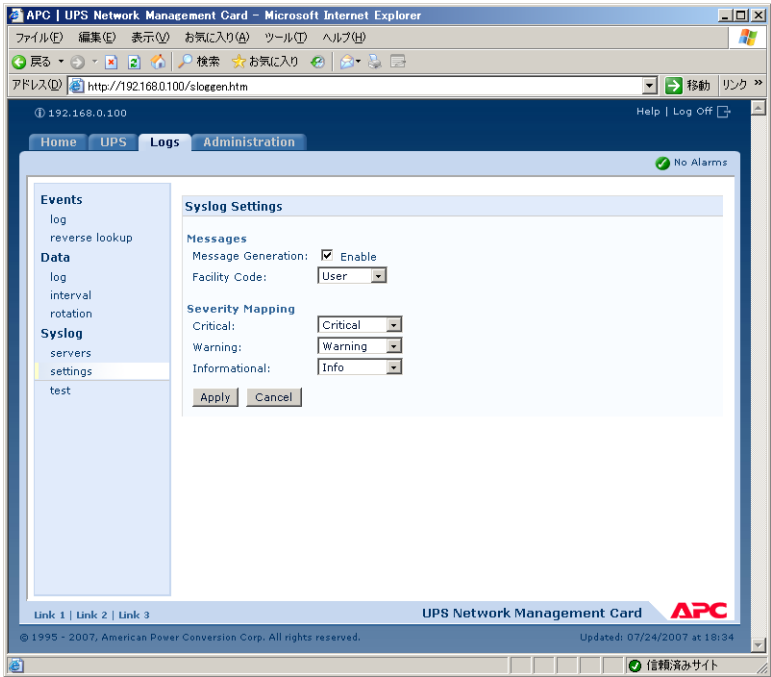 APC | UPS Network Management Card - Microsoft Internet Explorer
ファイル(F) 編集(E) 表示(V) お気に入り(A) ツール(T) ヘルプ(H)
戻る 検索 お気に入り
アドレス(D) http://192.168.0.100/sloggen.htm 移動 リンク »
192.168.0.100 Help | Log Off
Home UPS Logs Administration
No Alarms
Events
log
reverse lookup
Data
log
interval
rotation
Syslog
servers
settings
test
Syslog Settings
Messages
Message Generation: Enable
Facility Code: User
Severity Mapping
Critical: Critical
Warning: Warning
Informational: Info
Apply Cancel
Link 1 | Link 2 | Link 3
UPS Network Management Card APC
© 1995 - 2007, American Power Conversion Corp. All rights reserved. Updated: 07/24/2007 at 18:34
信頼済みサイト